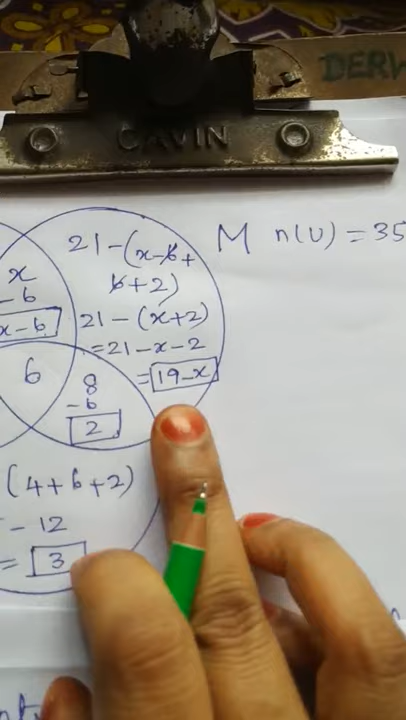 CAVIN
DERV
21-(x-6+
6+2)
M n(U) = 35
x
-6
x-6
21-(x+2)
=21-x-2
=19-x
6
8
-6
2
(4+6+2)
-12
= 3